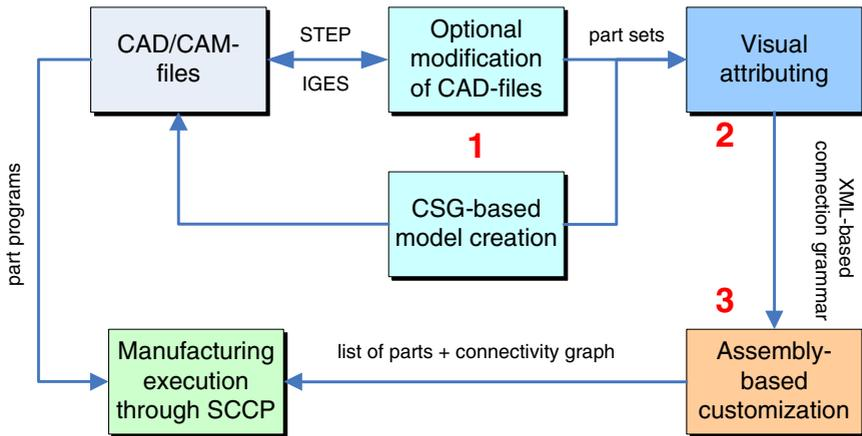 CAD/CAM-
files
STEP
IGES
Optional
modification
of CAD-files
part sets
Visual
attributing
1
2
CSG-based
model creation
part programs
XML-based
connection grammar
3
Manufacturing
execution
through SCCP
list of parts + connectivity graph
Assembly-
based
customization